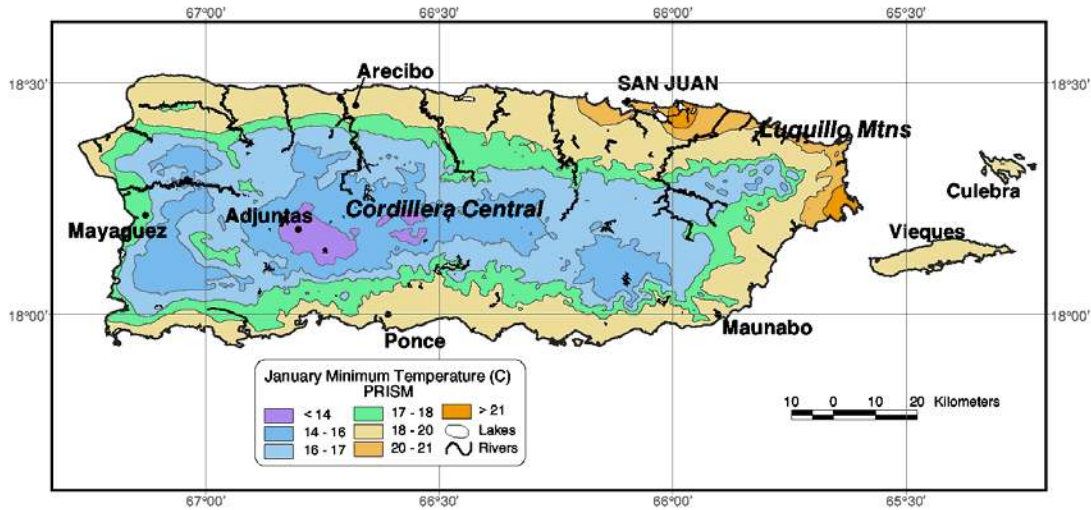 67°00'
66°30'
66°00'
65°30'
18°30'
18°30'
Arecibo
SAN JUAN
Luquillo Mtns
Culebra
Adjuntas
Cordillera Central
Mayaguez
Vieques
18°00'
18°00'
Ponce
Maunabo
January Minimum Temperature (C)
PRISM
< 14
17 - 18
> 21
14 - 16
18 - 20
Lakes
16 - 17
20 - 21
Rivers
10 0 10 20 Kilometers
67°00'
66°30'
66°00'
65°30'